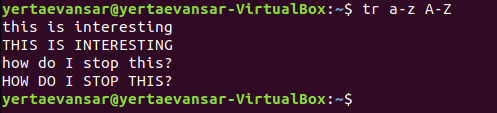 yertaevansar@yertaevansar-VirtualBox:~$ tr a-z A-Z
this is interesting
THIS IS INTERESTING
how do I stop this?
HOW DO I STOP THIS?
yertaevansar@yertaevansar-VirtualBox:~$